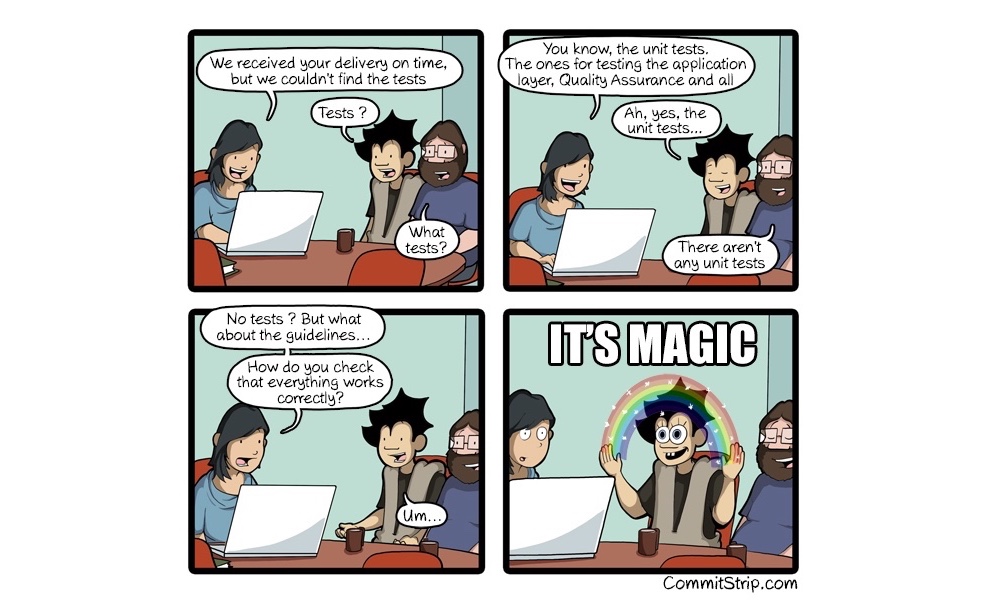 We received your delivery on time,
but we couldn't find the tests
Tests ?
What
tests?
You know, the unit tests.
The ones for testing the application
layer, Quality Assurance and all
Ah, yes, the
unit tests...
There aren't
any unit tests
No tests ? But what
about the guidelines...
How do you check
that everything works
correctly?
Um...
IT'S MAGIC
CommitStrip.com